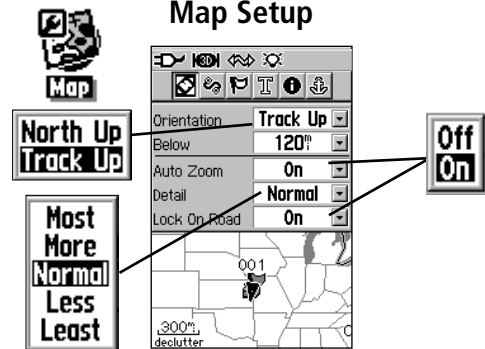 Map Setup
Map
3D
T
Orientation Track Up
Below 120mi
Auto Zoom On
Detail Normal
Lock On Road On
North Up
Track Up
Off
On
Most
More
Normal
Less
Least
001
300mi
declutter